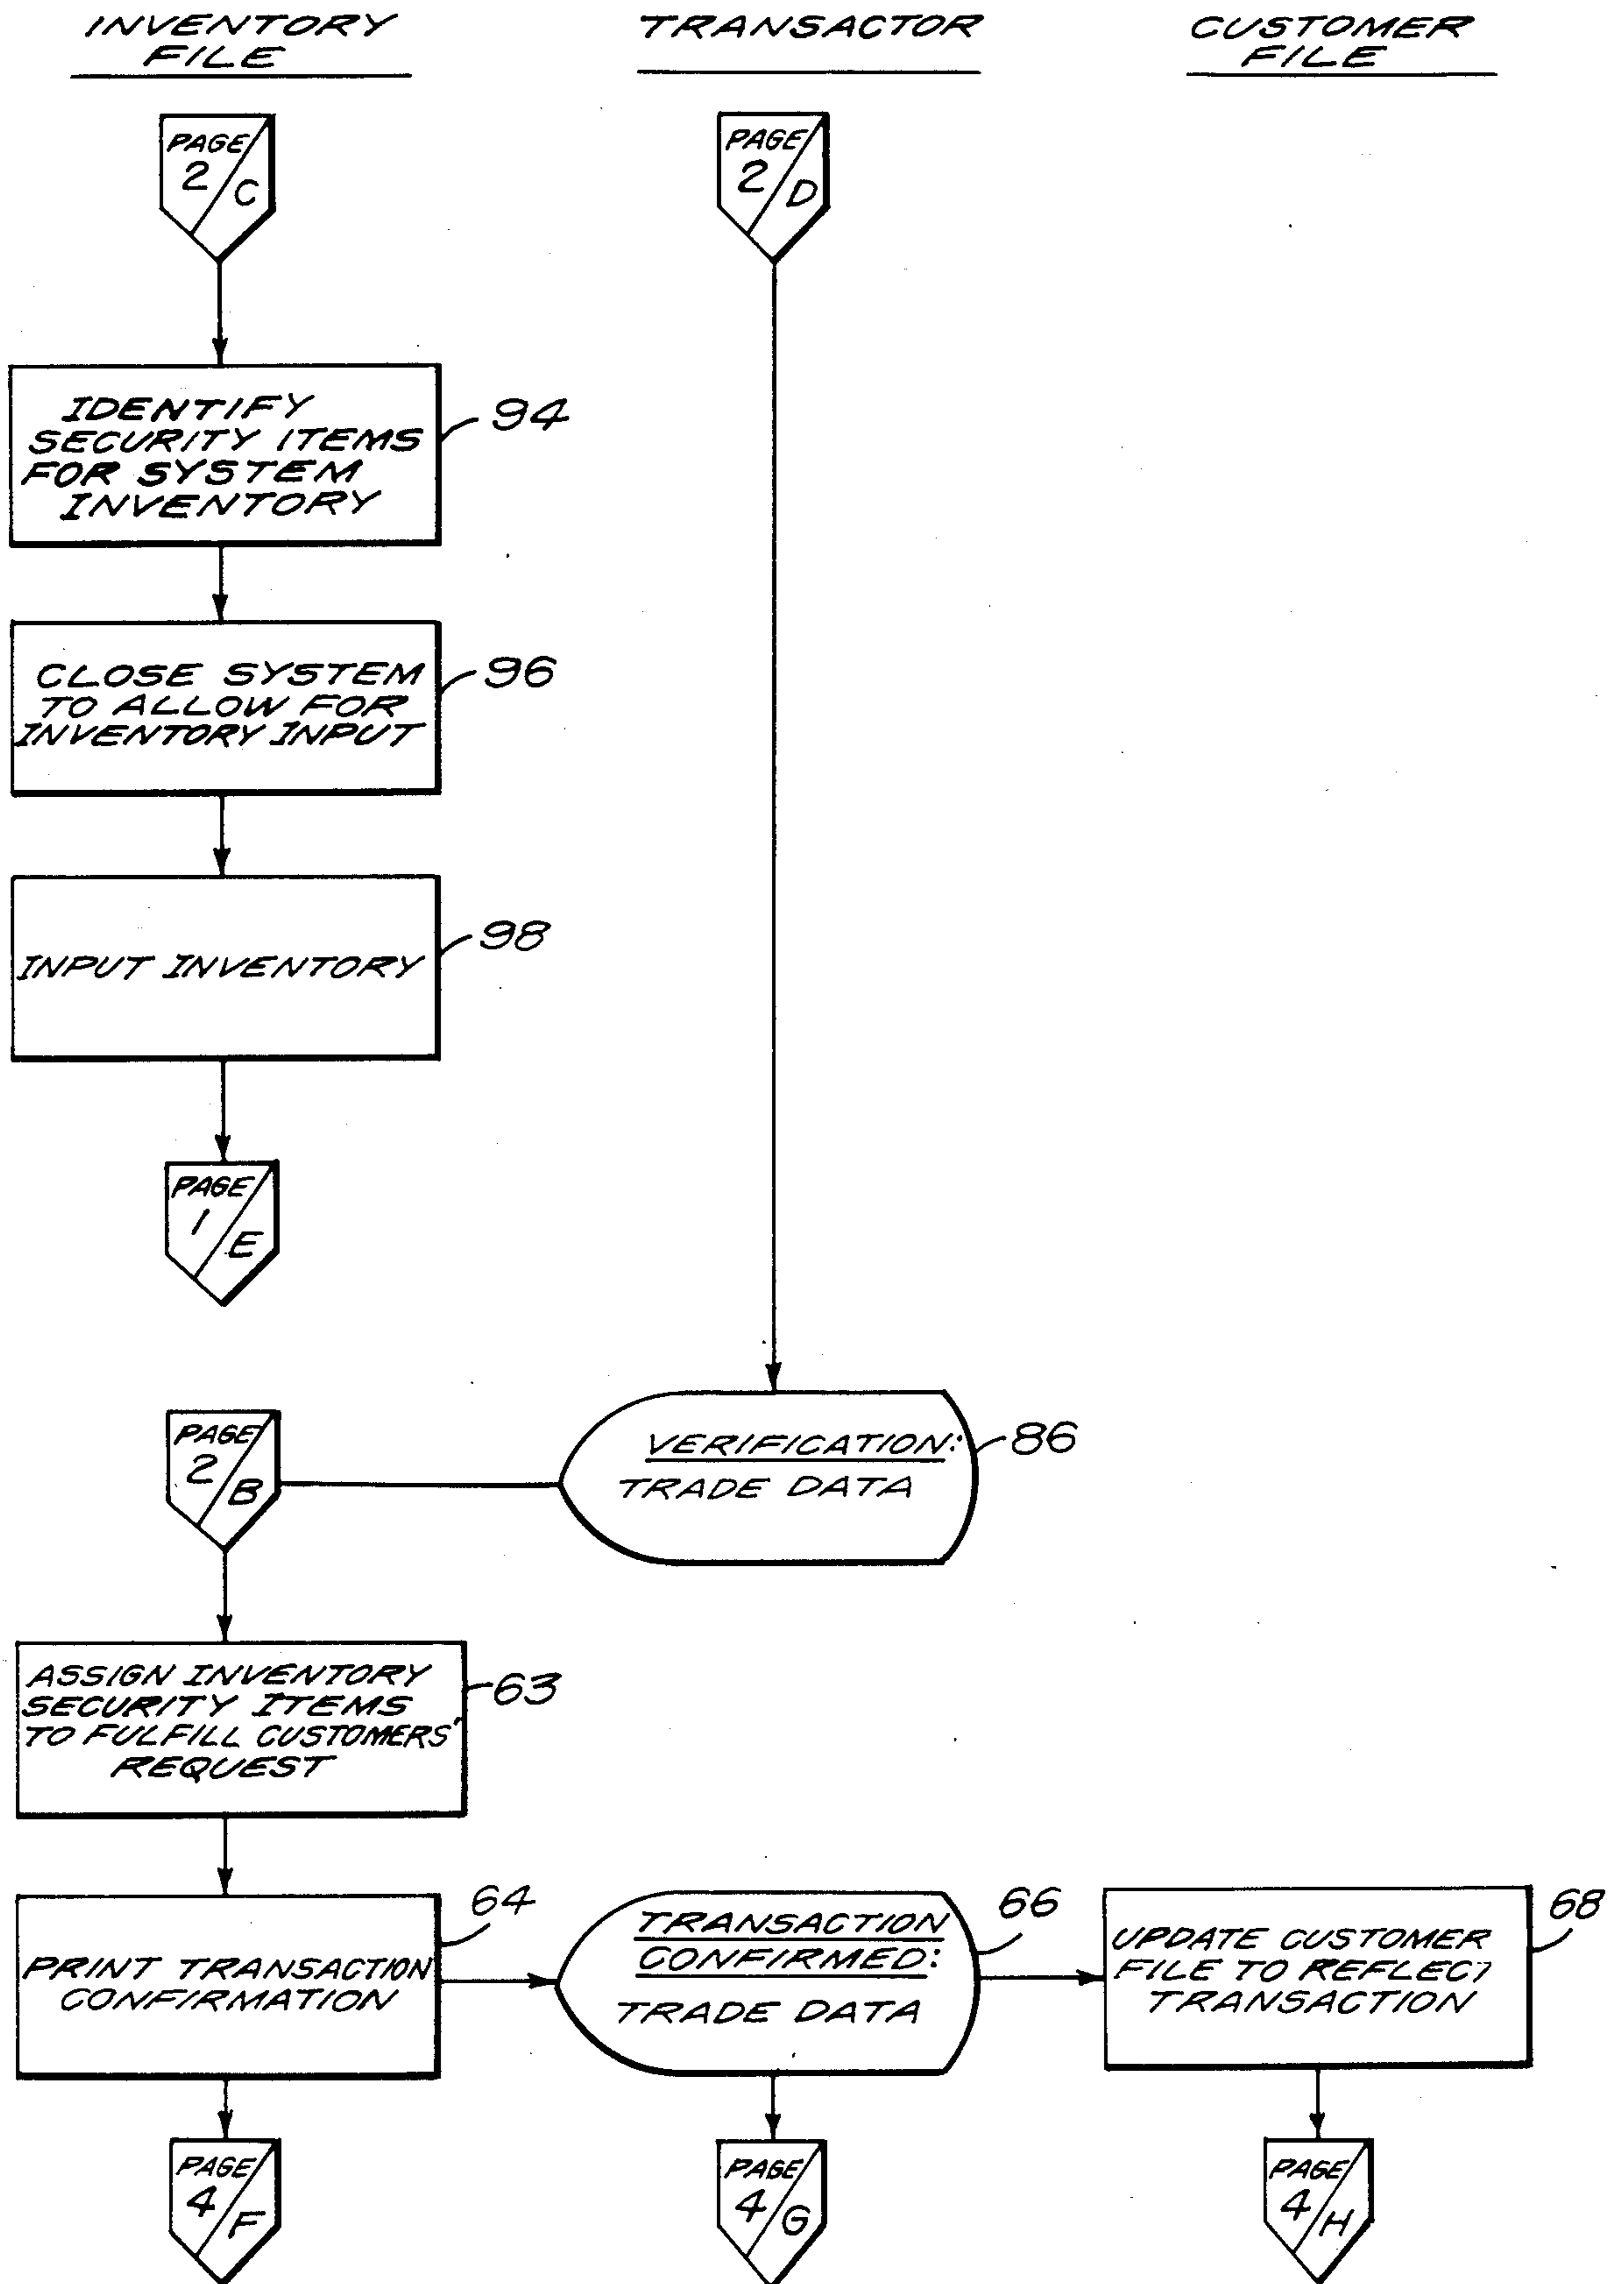 INVENTORY
FILE
TRANSACTOR
CUSTOMER
FILE
PAGE
2
C
PAGE
2
D
IDENTIFY
SECURITY ITEMS
FOR SYSTEM
INVENTORY
94
CLOSE SYSTEM
TO ALLOW FOR
INVENTORY INPUT
96
INPUT INVENTORY
98
PAGE
1
E
VERIFICATION:
TRADE DATA
86
PAGE
2
B
ASSIGN INVENTORY
SECURITY ITEMS
TO FULFILL CUSTOMERS'
REQUEST
63
PRINT TRANSACTION
CONFIRMATION
64
TRANSACTION
CONFIRMED:
TRADE DATA
66
UPDATE CUSTOMER
FILE TO REFLECT
TRANSACTION
68
PAGE
4
F
PAGE
4
G
PAGE
4
H